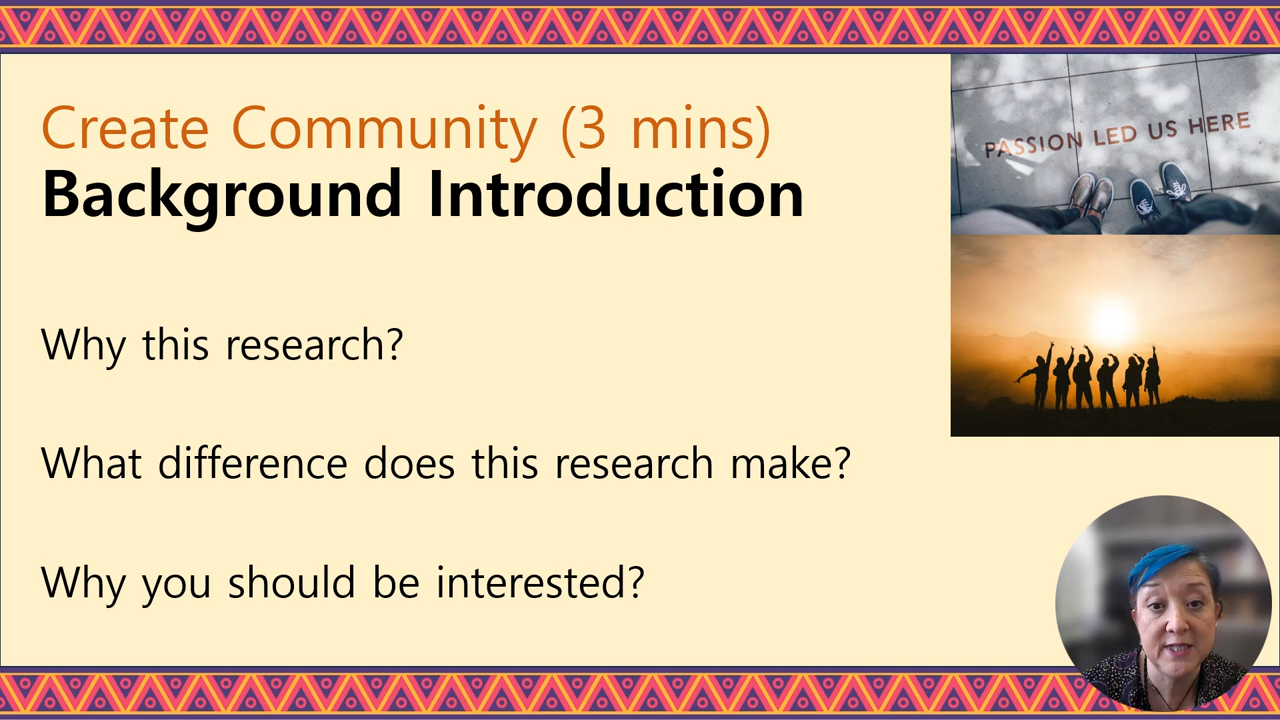 Create Community (3 mins)
Background Introduction
PASSION LED US HERE
Why this research?
What difference does this research make?
Why you should be interested?